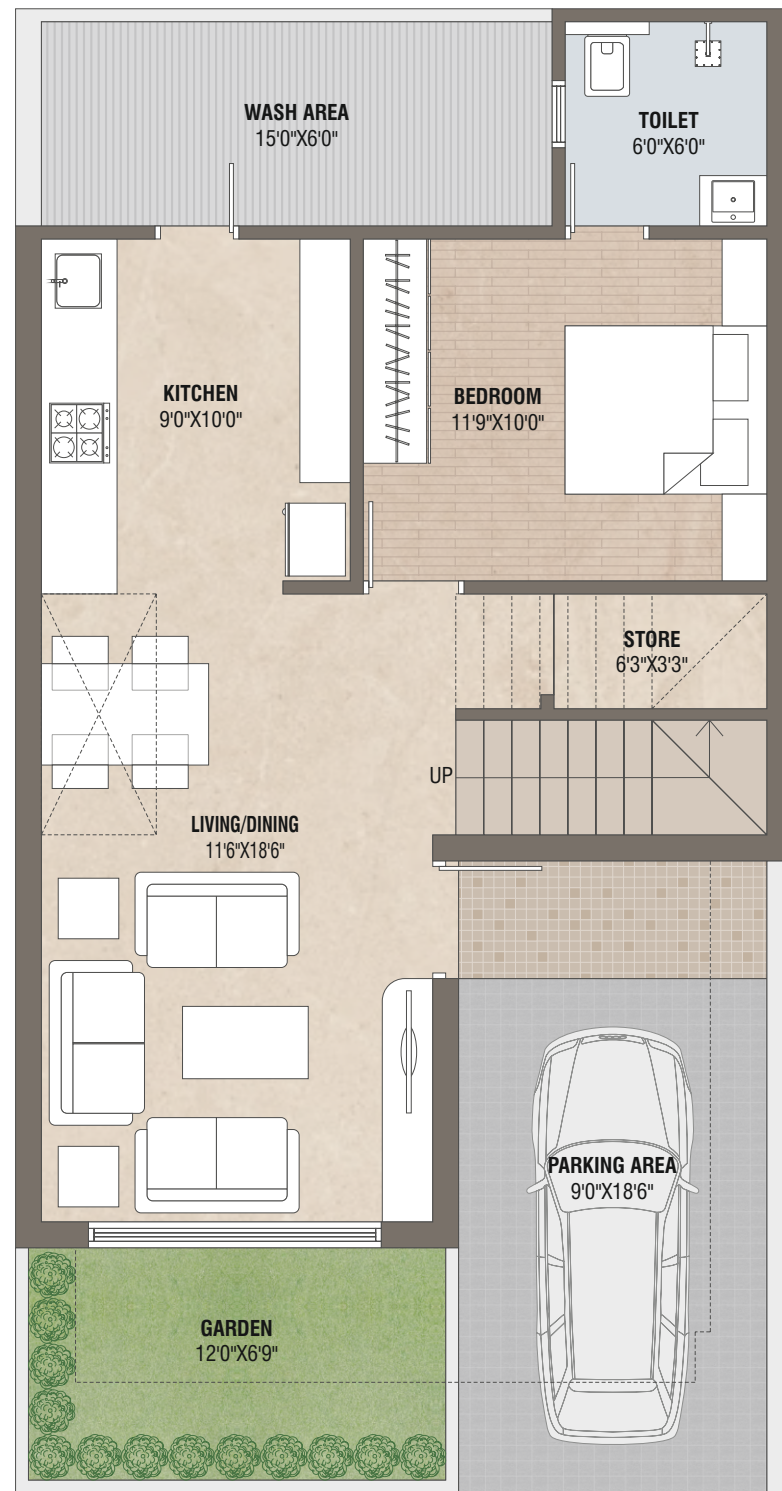 WASH AREA
15'0"X6'0"
TOILET
6'0"X6'0"
KITCHEN
9'0"X10'0"
BEDROOM
11'9"X10'0"
STORE
6'3"X3'3"
UP
LIVING/DINING
11'6"X18'6"
PARKING AREA
9'0"X18'6"
GARDEN
12'0"X6'9"